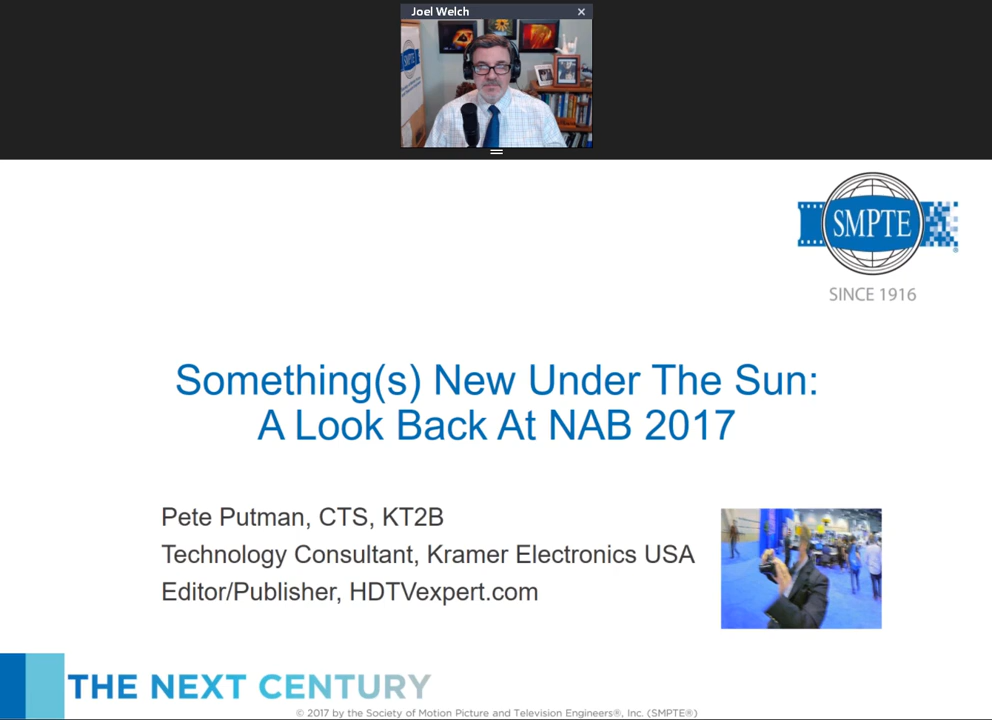 Joel Welch
SMPTE
SINCE 1916
Something(s) New Under The Sun:
A Look Back At NAB 2017
Pete Putman, CTS, KT2B
Technology Consultant, Kramer Electronics USA
Editor/Publisher, HDTVexpert.com
THE NEXT CENTURY
© 2017 by the Society of Motion Picture and Television Engineers®, Inc. (SMPTE®)